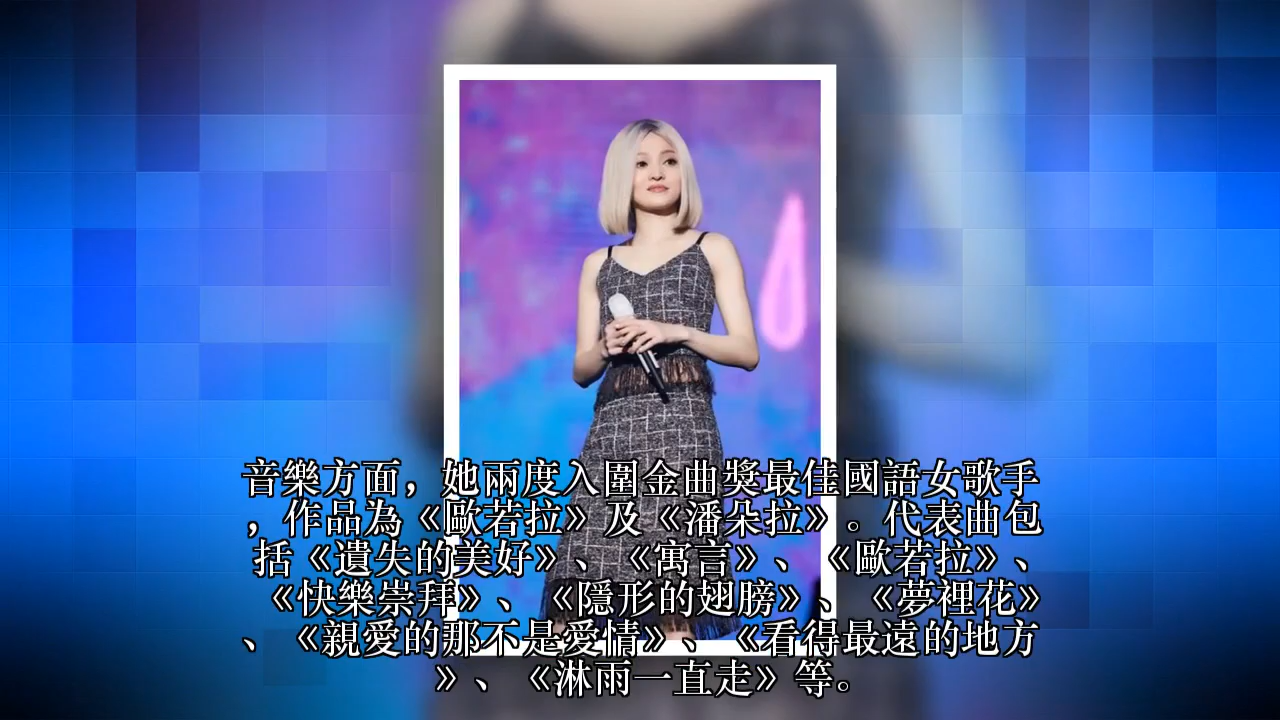 音樂方面，她兩度入圍金曲獎最佳國語女歌手
，作品為《歐若拉》及《潘朵拉》。代表曲包
括《遺失的美好》、《寓言》、《歐若拉》、
《快樂崇拜》、《隱形的翅膀》、《夢裡花》
、《親愛的那不是愛情》、《看得最遠的地方
》、《淋雨一直走》等。